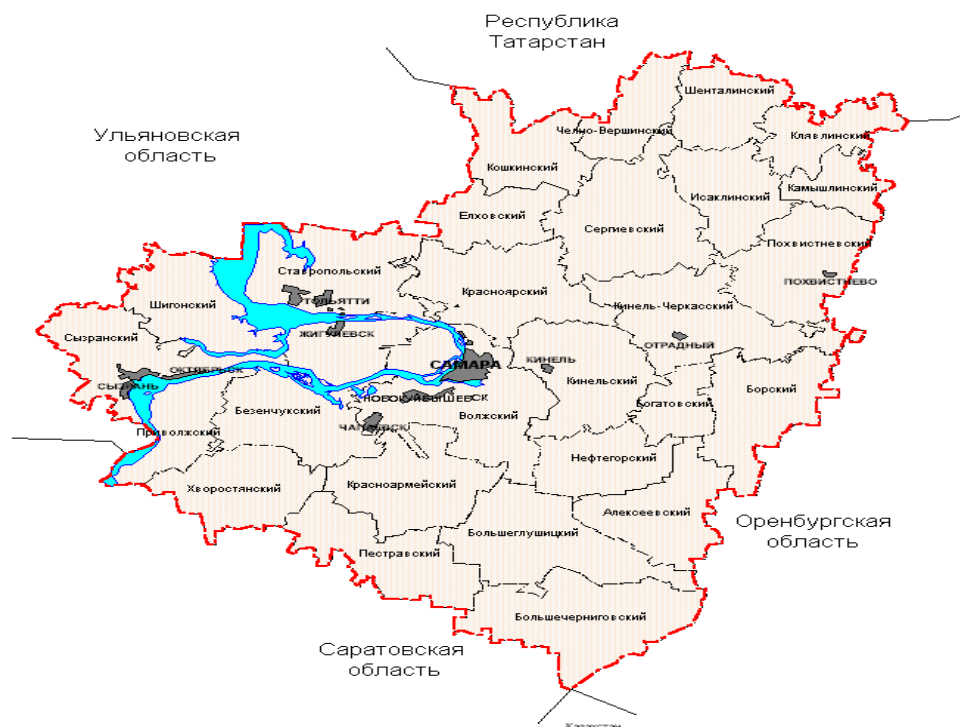 Республика
Татарстан
Ульяновская
область
Шенталинский
Челно-Вершинский
Клявлинский
Кошкинский
Исаклинский
Камышлинский
Елховский
Сергиевский
Похвистневский
Ставропольский
ПОХВИСТНЕВО
Красноярский
ТОЛЬЯТТИ
Шигонский
Кинель-Черкасский
ЖИГУЛЕВСК
Сызранский
ОТРАДНЫЙ
КИНЕЛЬ
САМАРА
ОКТЯБРЬСК
Кинельский
СЫЗРАНЬ
Борский
НОВОКУЙБЫШЕВСК
Богатовский
Безенчукский
Волжский
ЧАПАЕВСК
Приволжский
Нефтегорский
Хворостянский
Красноармейский
Алексеевский
Оренбургская
область
Большеглушицкий
Пестравский
Большечерниговский
Саратовская
область
Казахстан